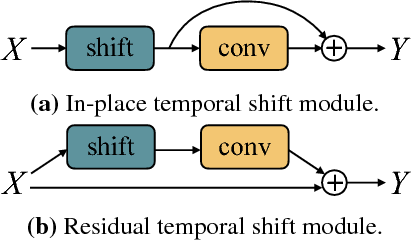 X shift conv + Y
(a) In-place temporal shift module.
shift conv
X + Y
(b) Residual temporal shift module.